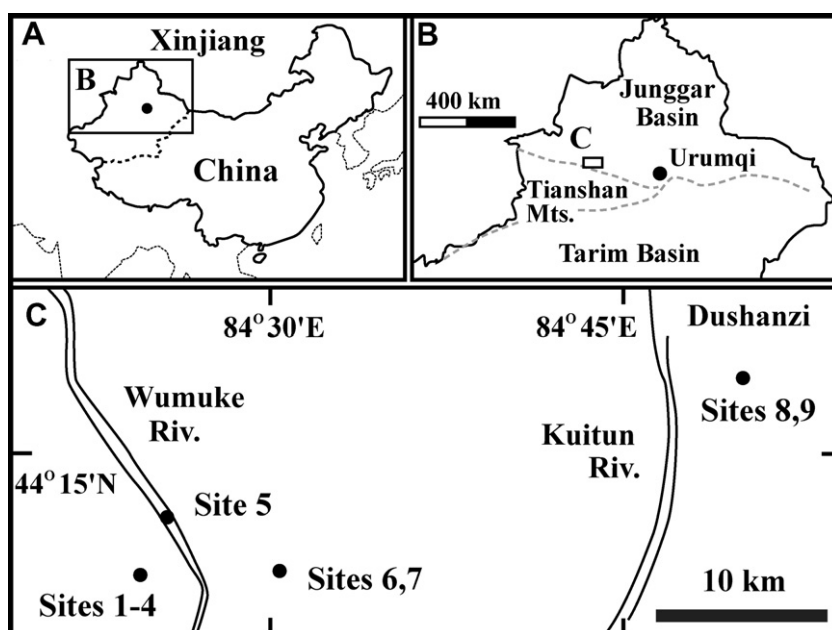 A
Xinjiang
B
China
B
Junggar
Basin
400 km
C
Urumqi
Tianshan
Mts.
Tarim Basin
C
84°30'E
84°45'E
Dushanzi
Wumuke
Riv.
Sites 8,9
Kuitun
Riv.
44°15'N
Site 5
Sites 6,7
10 km
Sites 1-4